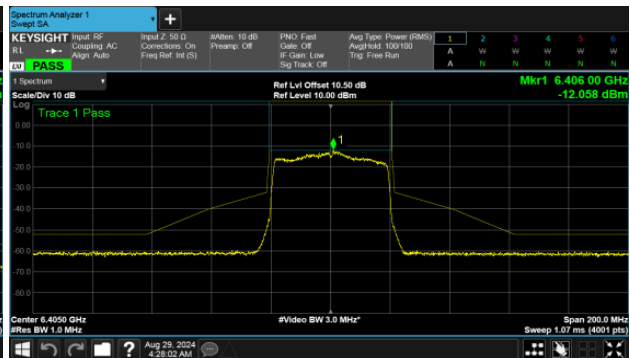 Spectrum Analyzer 1
Swept SA
+
KEYSIGHT Input: RF Input Z: 50 Ω #Atten: 10 dB PNO: Fast Avg Type: Power (RMS) 1 2 3 4 5 6
R L Coupling: AC Corrections: On Preamp: Off Gate: Off Avg|Hold: 100/100 A W W W W W
Align: Auto Freq Ref: Int (S) IF Gain: Low Trig: Free Run
PASS Sig Track: Off A N N N N N
1 Spectrum Ref Lvl Offset 10.50 dB Mkr1 6.406 00 GHz
Scale/Div 10 dB Ref Level 10.00 dBm -12.058 dBm
Log
Trace 1 Pass
0.00
1
-10.0
-20.0
-30.0
-40.0
-50.0
-60.0
-70.0
-80.0
Center 6.4050 GHz #Video BW 3.0 MHz* Span 200.0 MHz
#Res BW 1.0 MHz Sweep 1.07 ms (4001 pts)
? Aug 29, 2024
4:28:02 AM